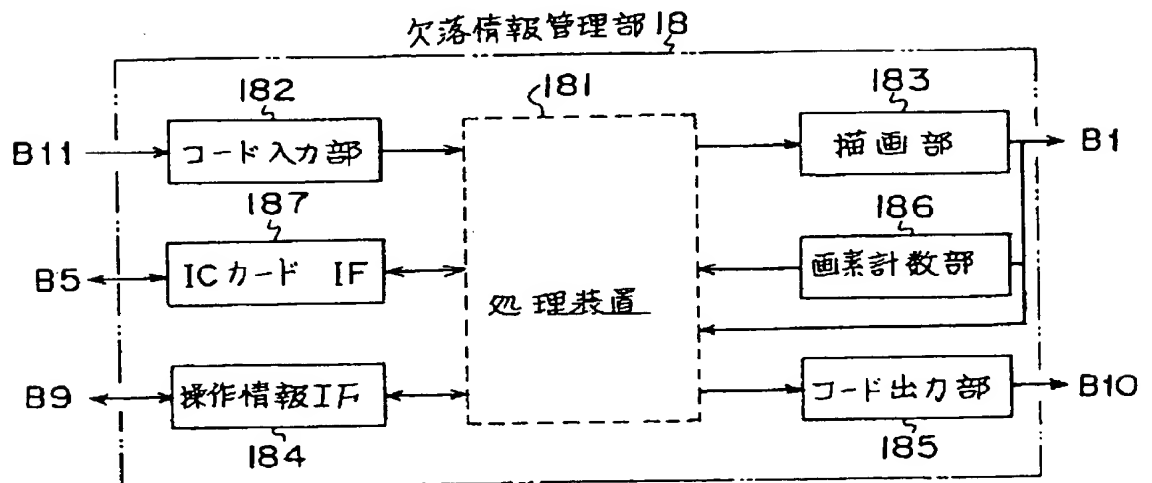 欠落情報管理部18
182
181
183
B11
コード入力部
描画部
B1
187
186
B5
ICカード IF
処理装置
画素計数部
B9
操作情報IF
コード出力部
B10
184
185